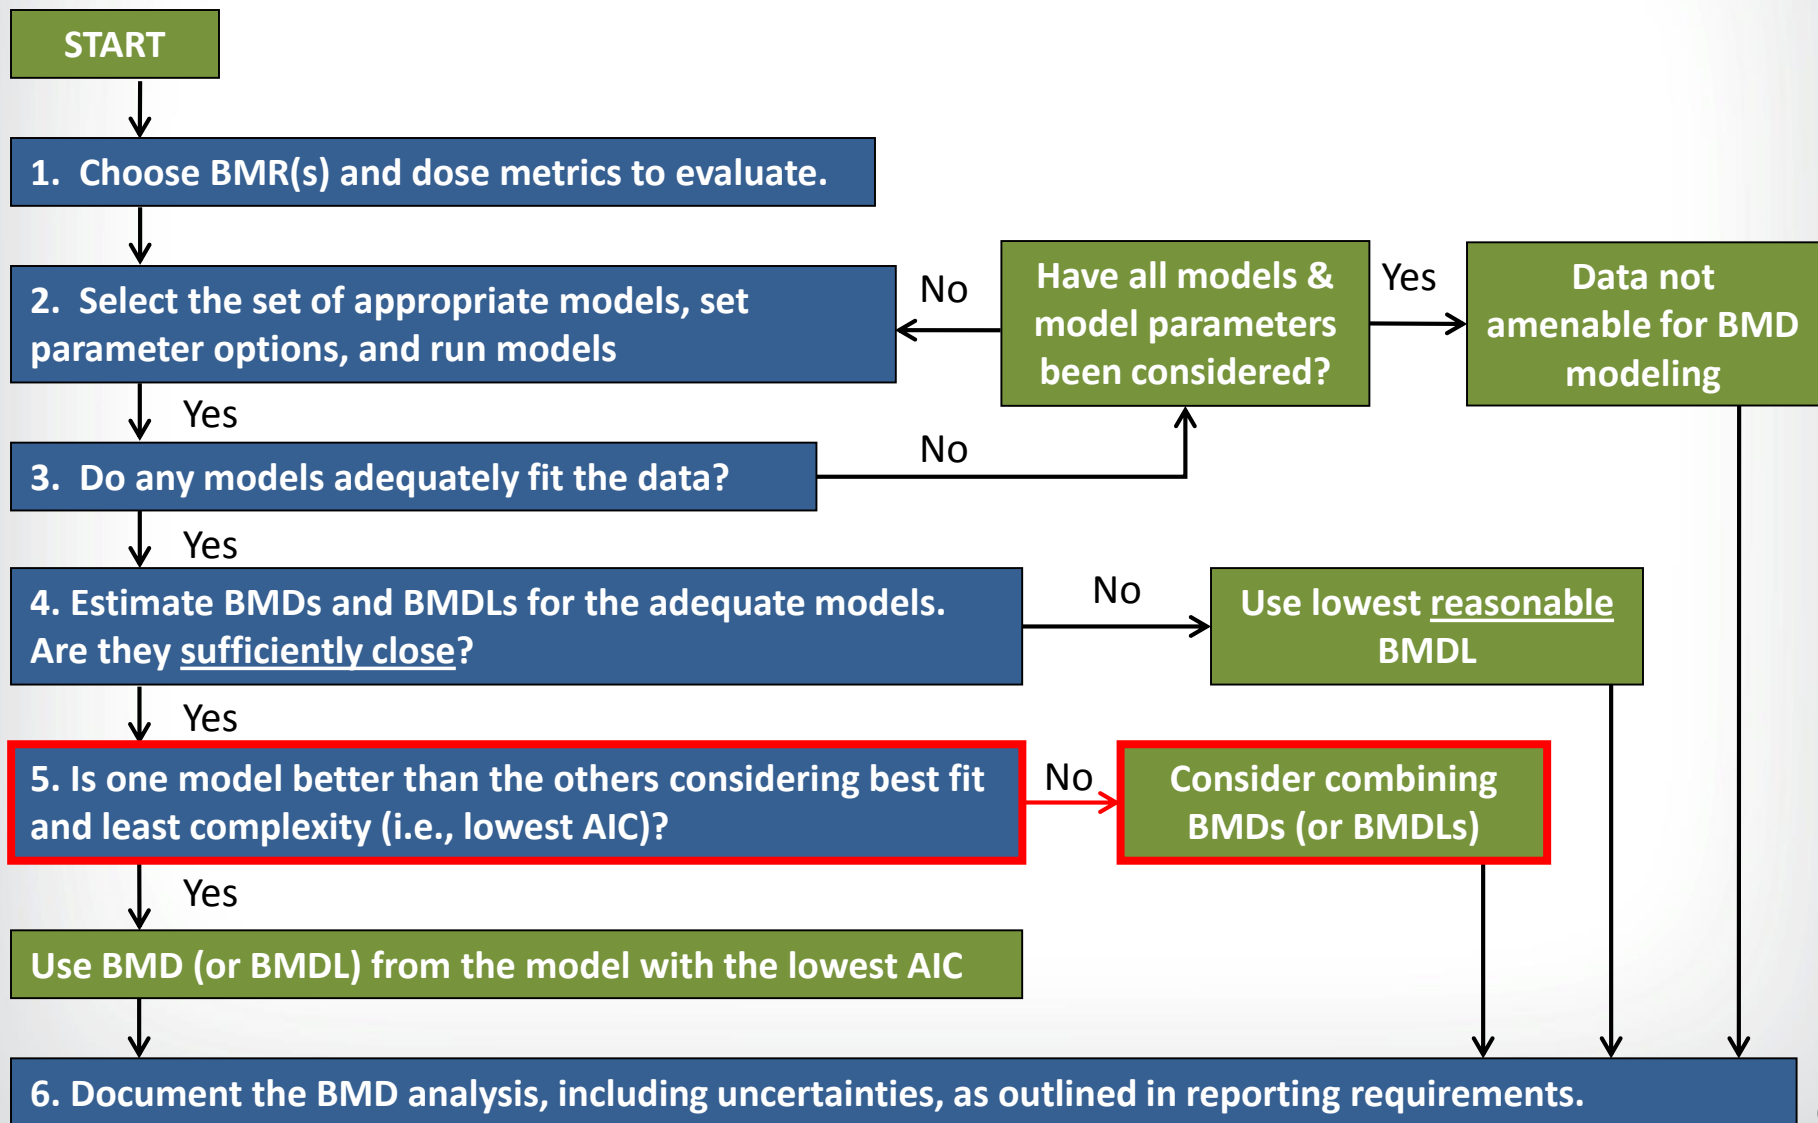 START
1. Choose BMR(s) and dose metrics to evaluate.
2. Select the set of appropriate models, set
parameter options, and run models
No
Have all models &
model parameters
been considered?
Yes
Data not
amenable for BMD
modeling
Yes
3. Do any models adequately fit the data?
No
Yes
4. Estimate BMDs and BMDLs for the adequate models.
Are they sufficiently close?
No
Use lowest reasonable
BMDL
Yes
5. Is one model better than the others considering best fit
and least complexity (i.e., lowest AIC)?
No
Consider combining
BMDs (or BMDLs)
Yes
Use BMD (or BMDL) from the model with the lowest AIC
6. Document the BMD analysis, including uncertainties, as outlined in reporting requirements.